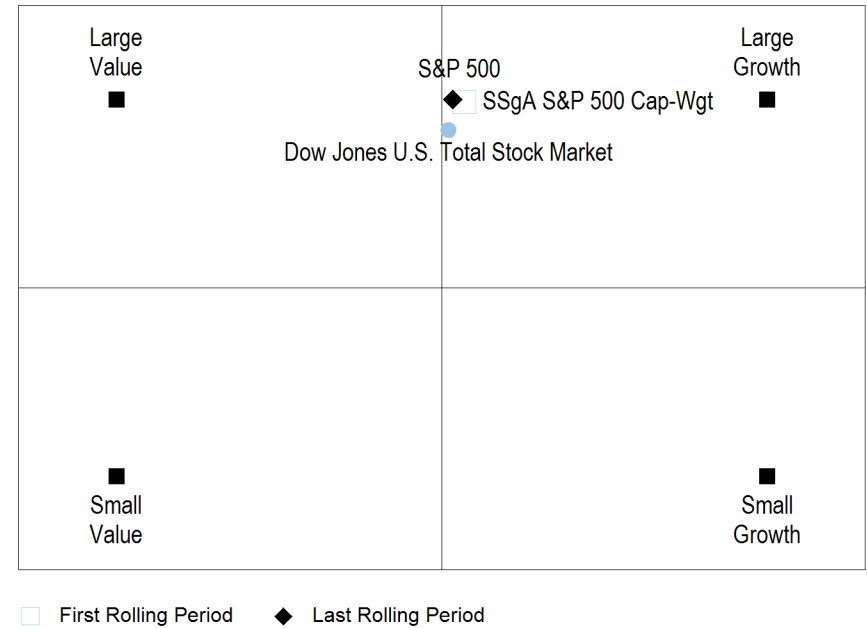 Large
Value
Large
Growth
S&P 500
SSgA S&P 500 Cap-Wgt
Dow Jones U.S. Total Stock Market
Small
Value
Small
Growth
First Rolling Period
Last Rolling Period